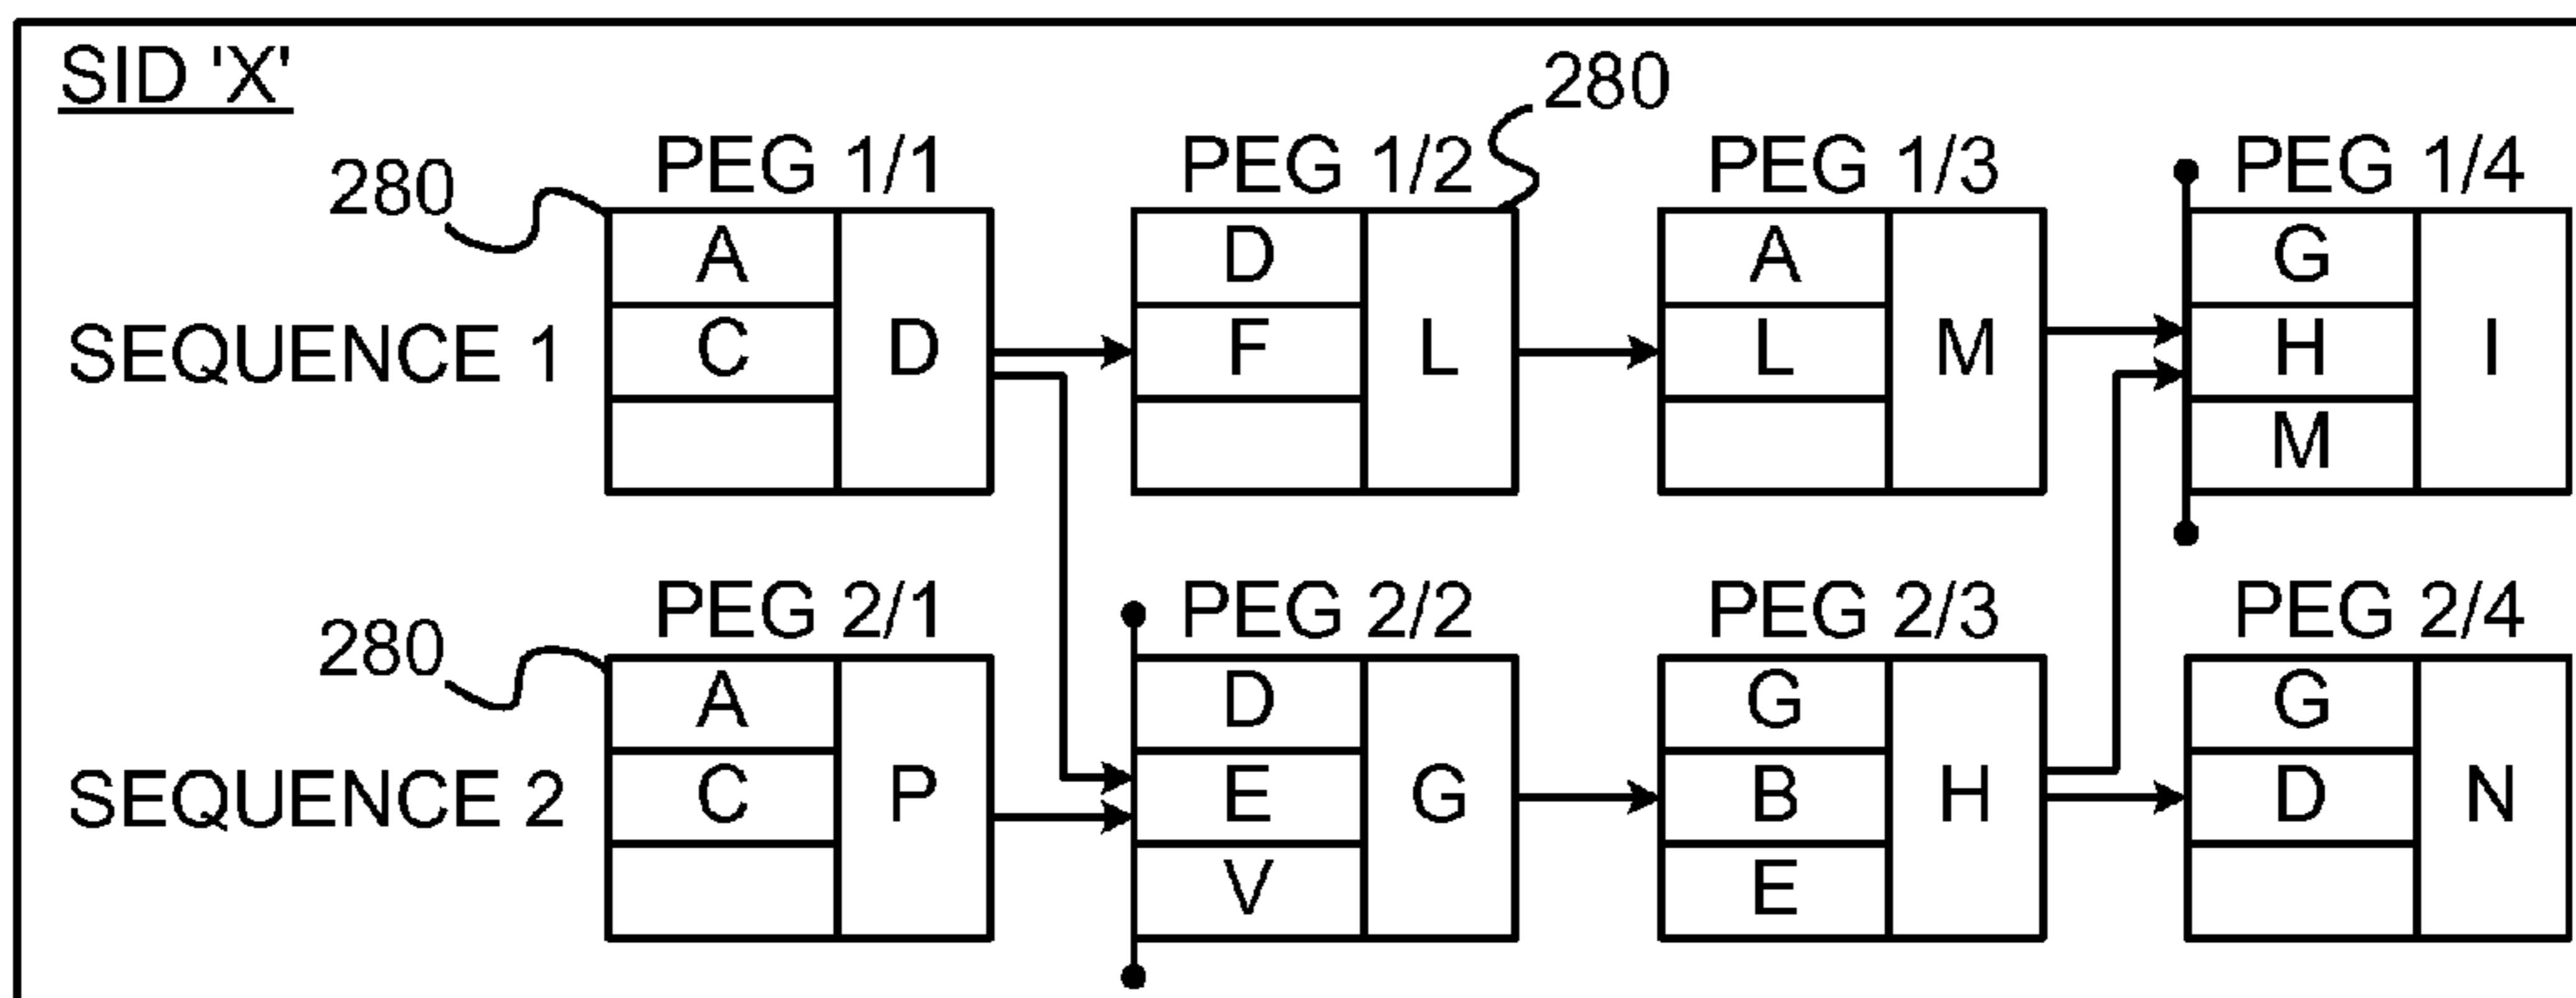 SID 'X'
280
280
PEG 1/1 PEG 1/2 PEG 1/3 PEG 1/4
A D A G
SEQUENCE 1 C D F L L M H I
M
PEG 2/1 PEG 2/2 PEG 2/3 PEG 2/4
280
A D G G
SEQUENCE 2 C P E G B H D N
V E